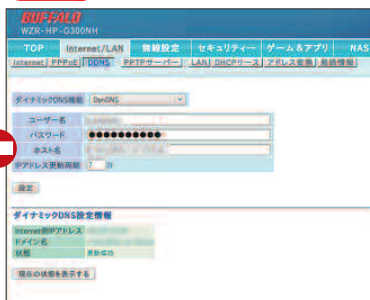 BUFFALO
WZR-HP-G300NH
TOP Internet/LAN 無線設定 セキュリティー ゲーム＆アプリ NAS
Internet PPPoE DDNS PPTPサーバー LAN DHCPリース アドレス変換 経路情報
ダイナミックDNS機能 DynDNS
ユーザー名
パスワード ●●●●●●●●●●
ホスト名
IPアドレス更新周期 7 日
設定
ダイナミックDNS設定情報
Internet側IPアドレス
ドメイン名
状態 更新成功
現在の状態を表示する